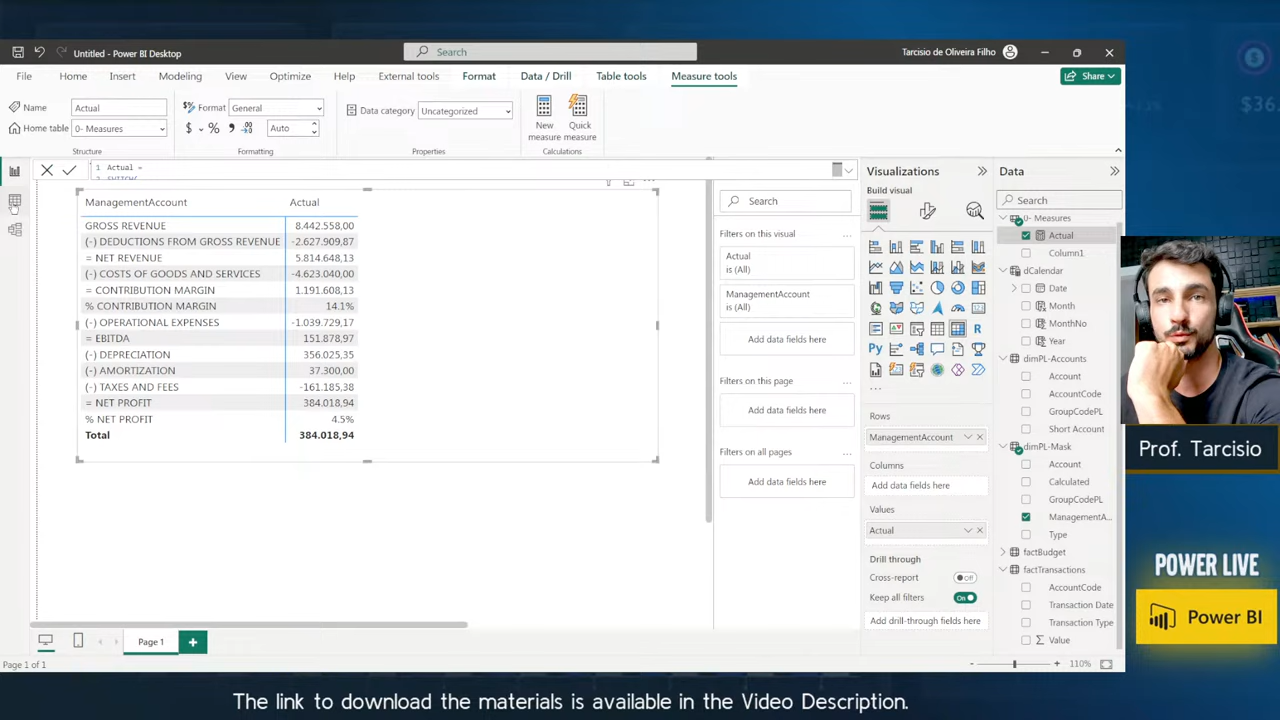 Untitled - Power BI Desktop
Search
Tarcisio de Oliveira Filho
File
Home
Insert
Modeling
View
Optimize
Help
External tools
Format
Data / Drill
Table tools
Measure tools
Share
Name
Actual
Format
General
Data category
Uncategorized
Home table
0- Measures
$
%
Auto
New measure
Quick measure
Structure
Formatting
Properties
Calculations
1 Actual =
ManagementAccount Actual
GROSS REVENUE 8.442.558,00
(-) DEDUCTIONS FROM GROSS REVENUE -2.627.909,87
= NET REVENUE 5.814.648,13
(-) COSTS OF GOODS AND SERVICES -4.623.040,00
= CONTRIBUTION MARGIN 1.191.608,13
% CONTRIBUTION MARGIN 14.1%
(-) OPERATIONAL EXPENSES -1.039.729,17
= EBITDA 151.878,97
(-) DEPRECIATION 356.025,35
(-) AMORTIZATION 37.300,00
(-) TAXES AND FEES -161.185,38
= NET PROFIT 384.018,94
% NET PROFIT 4.5%
Total 384.018,94
Search
Filters on this visual
...
Actual
is (All)
ManagementAccount
is (All)
Add data fields here
Filters on this page
...
Add data fields here
Filters on all pages
...
Add data fields here
Visualizations
Build visual
R
Py
...
Rows
ManagementAccount
Columns
Add data fields here
Values
Actual
Drill through
Cross-report
Off
Keep all filters
On
Add drill-through fields here
Data
Search
0- Measures
Actual
Column1
dCalendar
Date
Month
MonthNo
Year
dimPL-Accounts
Account
AccountCode
GroupCodePL
Short Account
dimPL-Mask
Account
Calculated
GroupCodePL
ManagementA...
Type
factBudget
factTransactions
AccountCode
Transaction Date
Transaction Type
Value
Page 1
Page 1 of 1
-
+
110%
$36
Prof. Tarcisio
POWER LIVE
Power BI
The link to download the materials is available in the Video Description.